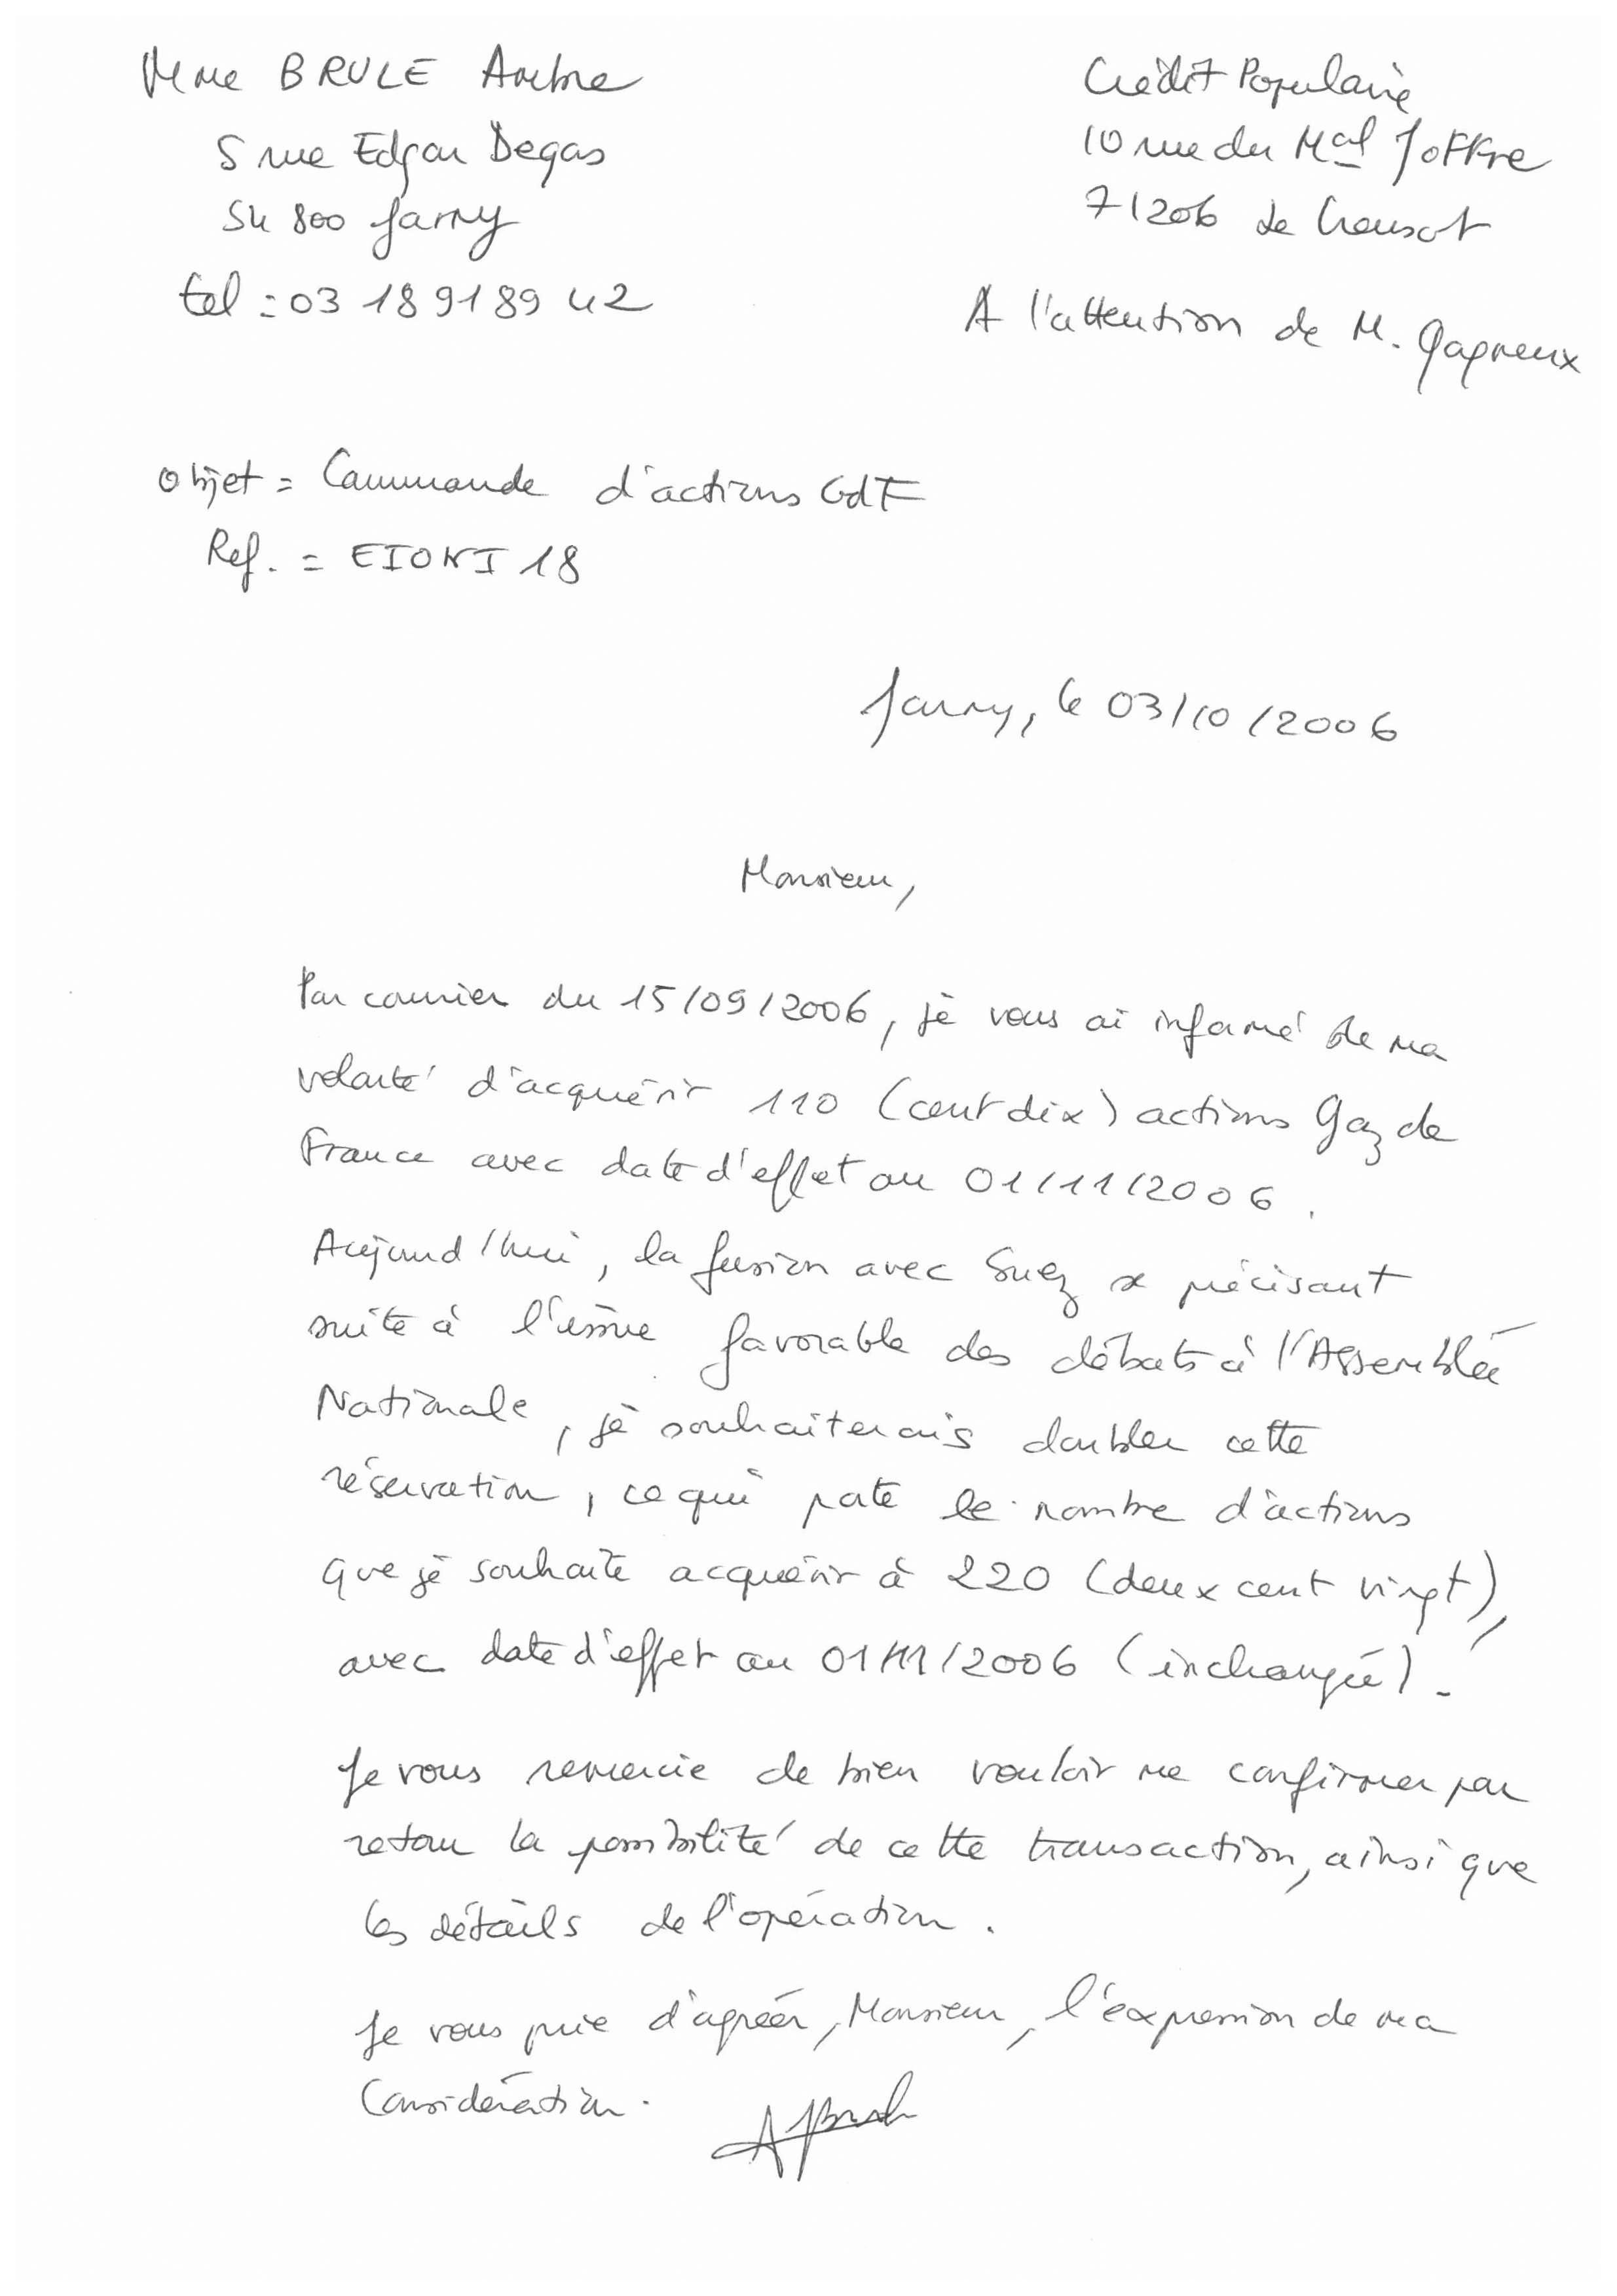 Mme BRULE Ambre
5 rue Edgar Degas
54 800 Jarny
tel : 03 18 91 89 42
Crédit Populaire
10 rue du Mal Joffre
71206 Le Creusot
A l'attention de M. Gagneux
Objet = Commande d'actions GdF
Ref. = EIONI 18
Jarny, le 03/10/2006
Monsieur,
Par courrier du 15/09/2006, je vous ai informé de ma
volonté d'acquérir 110 (cent dix) actions Gaz de
France avec date d'effet au 01/11/2006.
Aujourd'hui, la fusion avec Suez se précisant
suite à l'issue favorable des débats à l'Assemblée
Nationale, je souhaiterais doubler cette
réservation, ce qui porte le nombre d'actions
que je souhaite acquérir à 220 (deux cent vingt),
avec date d'effet au 01/11/2006 (inchangée).
Je vous remercie de bien vouloir me confirmer par
retour la possibilité de cette transaction, ainsi que
les détails de l'opération.
Je vous prie d'agréer, Monsieur, l'expression de ma
Considération.